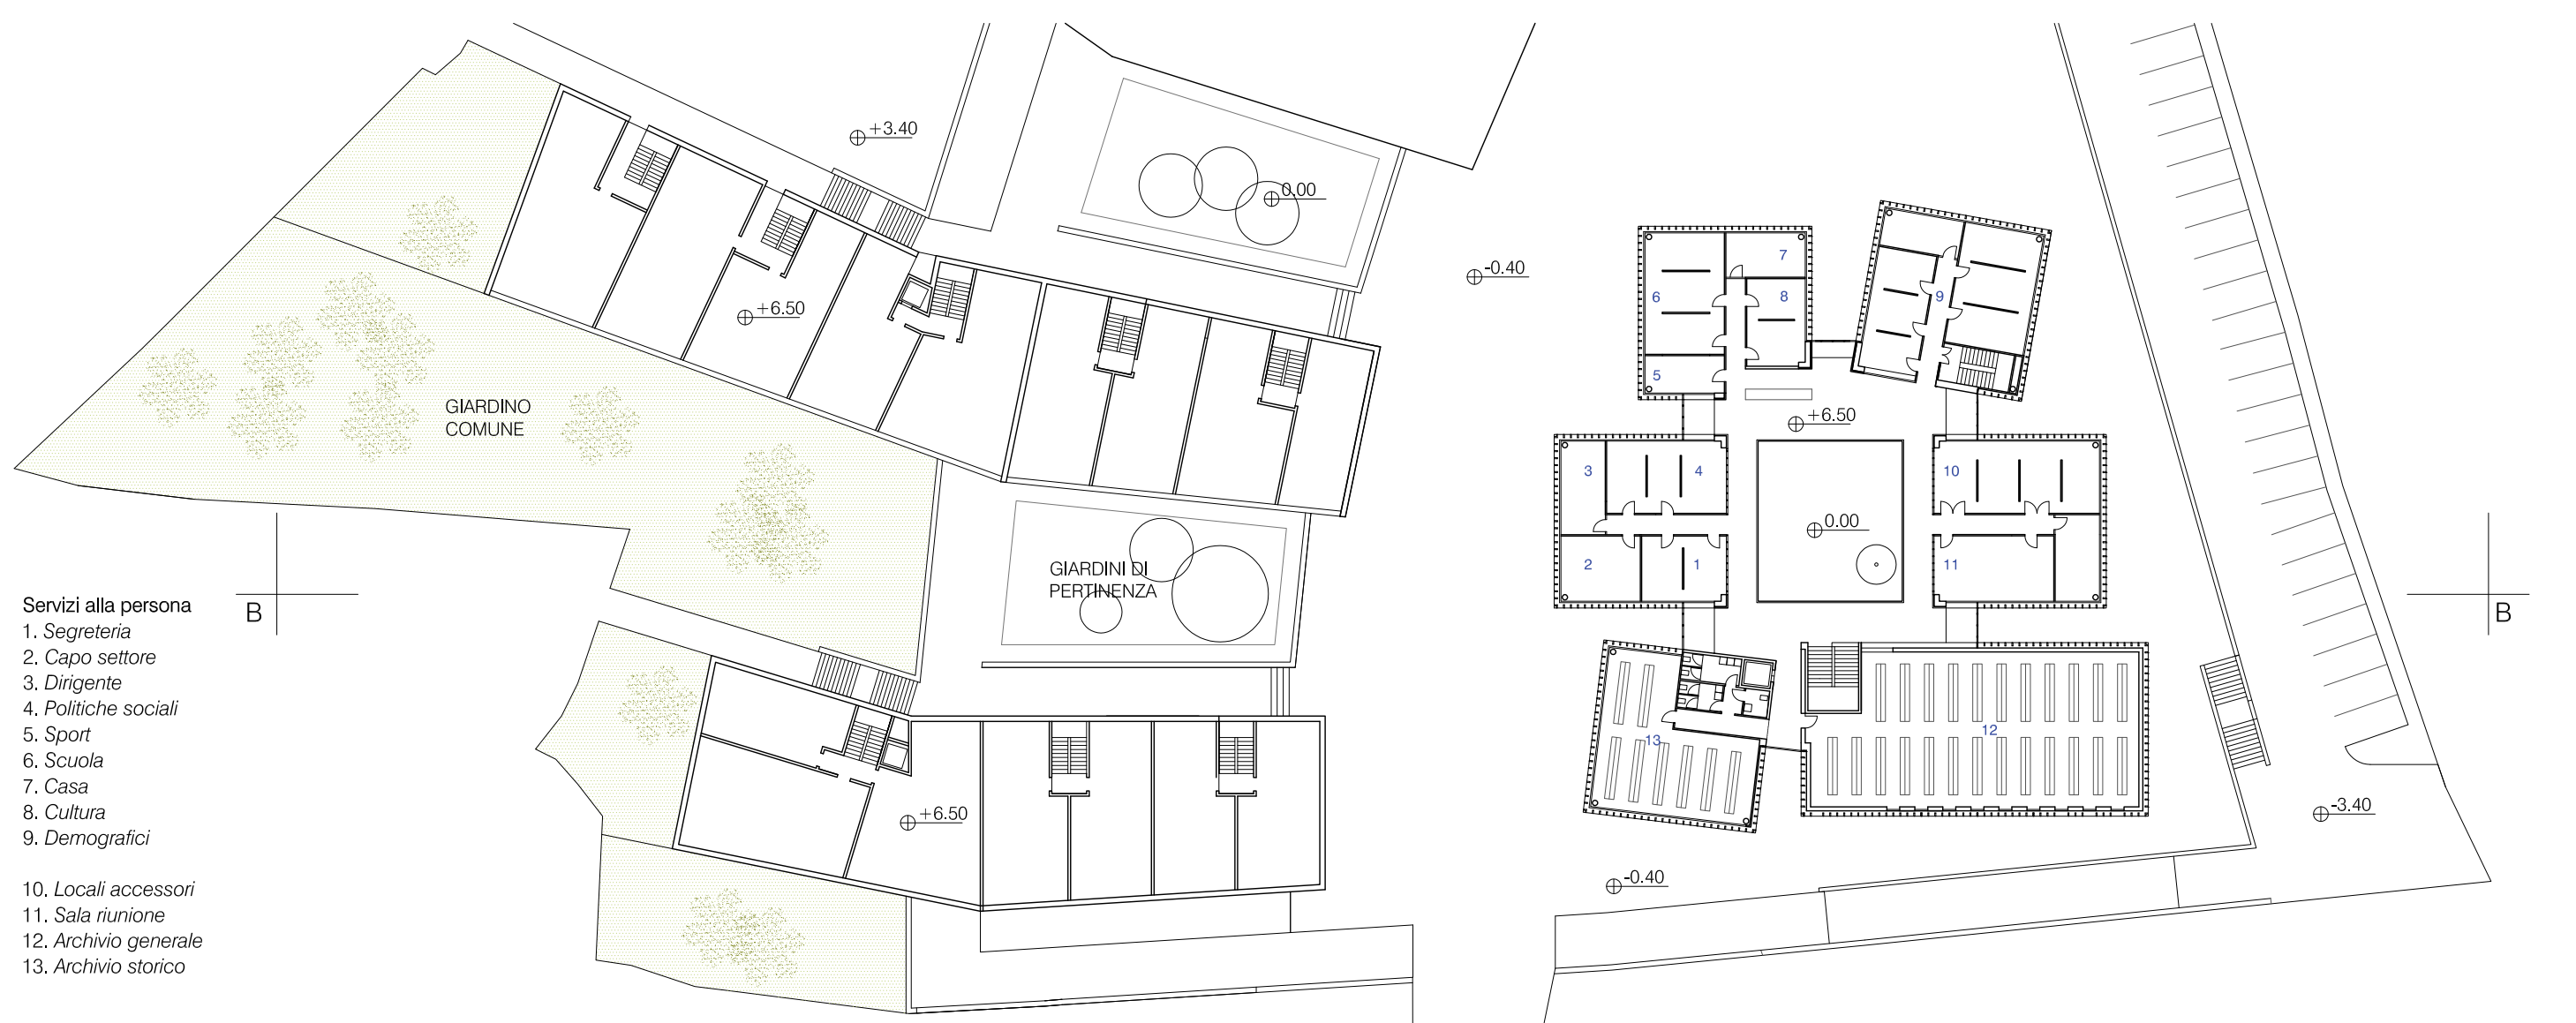 +3.40
0.00
-0.40
+6.50
GIARDINO
COMUNE
GIARDINI DI
PERTINENZA
+6.50
7
6
8
9
5
+6.50
3
4
10
0.00
2
1
11
13
12
-3.40
-0.40
B
B
Servizi alla persona
1. Segreteria
2. Capo settore
3. Dirigente
4. Politiche sociali
5. Sport
6. Scuola
7. Casa
8. Cultura
9. Demografici
10. Locali accessori
11. Sala riunione
12. Archivio generale
13. Archivio storico